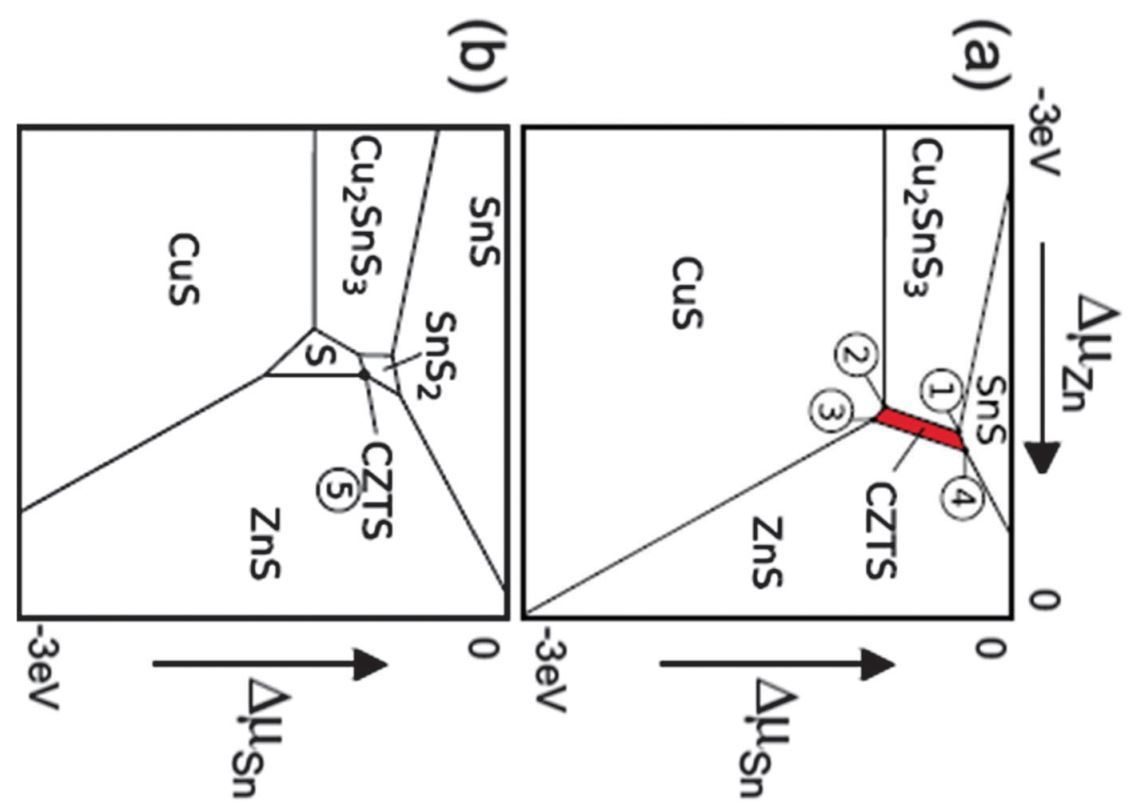 Δμ_Zn
-3eV
0
(a)
0
SnS
①
④
Cu₂SnS₃
CZTS
②
③
ZnS
Δμ_Sn
CuS
-3eV
(b)
0
SnS
SnS₂
Cu₂SnS₃
CZTS
⑤
S
ZnS
Δμ_Sn
CuS
-3eV